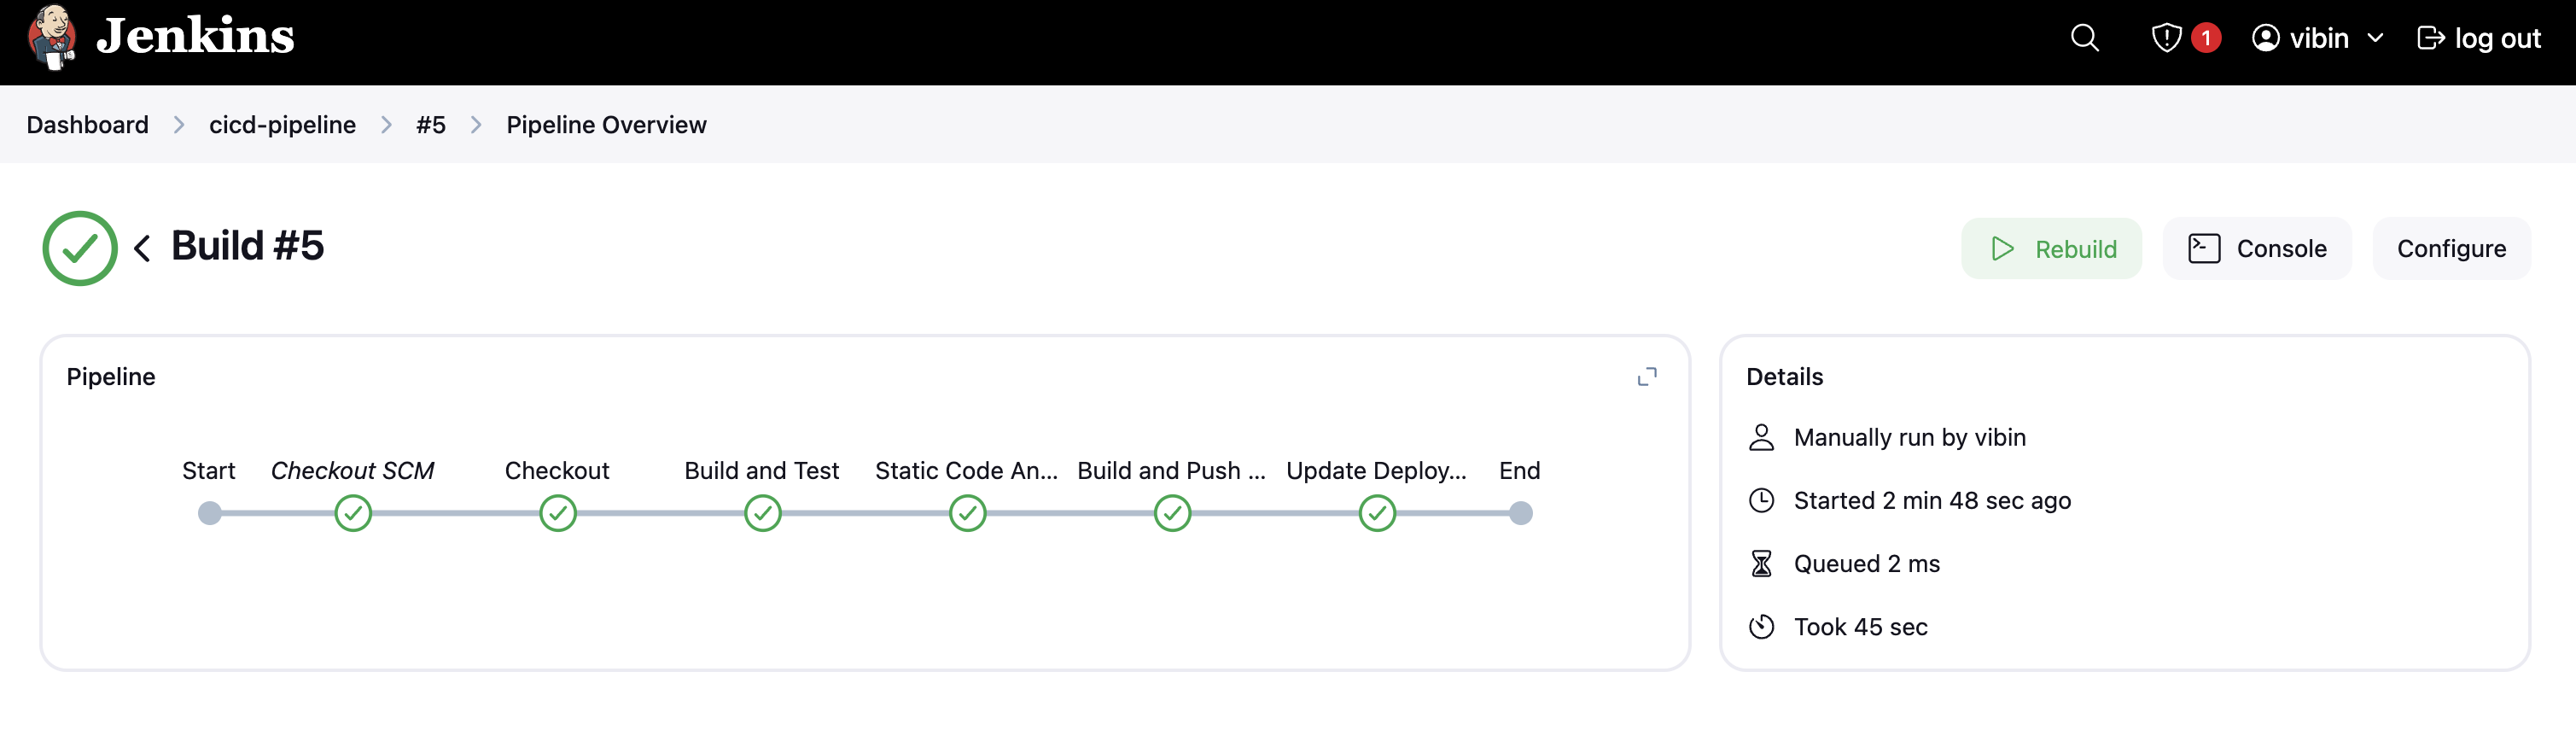 Jenkins
1
vibin
log out
Dashboard
cicd-pipeline
#5
Pipeline Overview
Build #5
Rebuild
Console
Configure
Pipeline
Start
Checkout SCM
Checkout
Build and Test
Static Code An...
Build and Push ...
Update Deploy...
End
Details
Manually run by vibin
Started 2 min 48 sec ago
Queued 2 ms
Took 45 sec